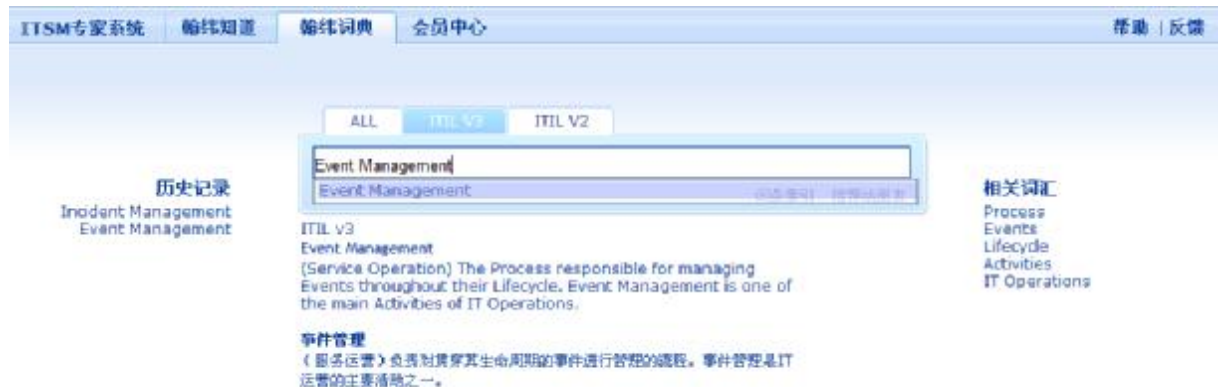 ITSM专家系统 翰纬知道 翰纬词典 会员中心 帮助 | 反馈
ALL ITIL V3 ITIL V2
Event Management
Event Management
历史记录
Incident Management
Event Management
ITIL v3
Event Management
(Service Operation) The Process responsible for managing
Events throughout their Lifecycle. Event Management is one of
the main Activities of IT Operations.
事件管理
（服务运营）负责对贯穿其生命周期的事件进行管理的流程。事件管理是IT
运营的主要活动之一。
相关词汇
Process
Events
Lifecycle
Activities
IT Operations